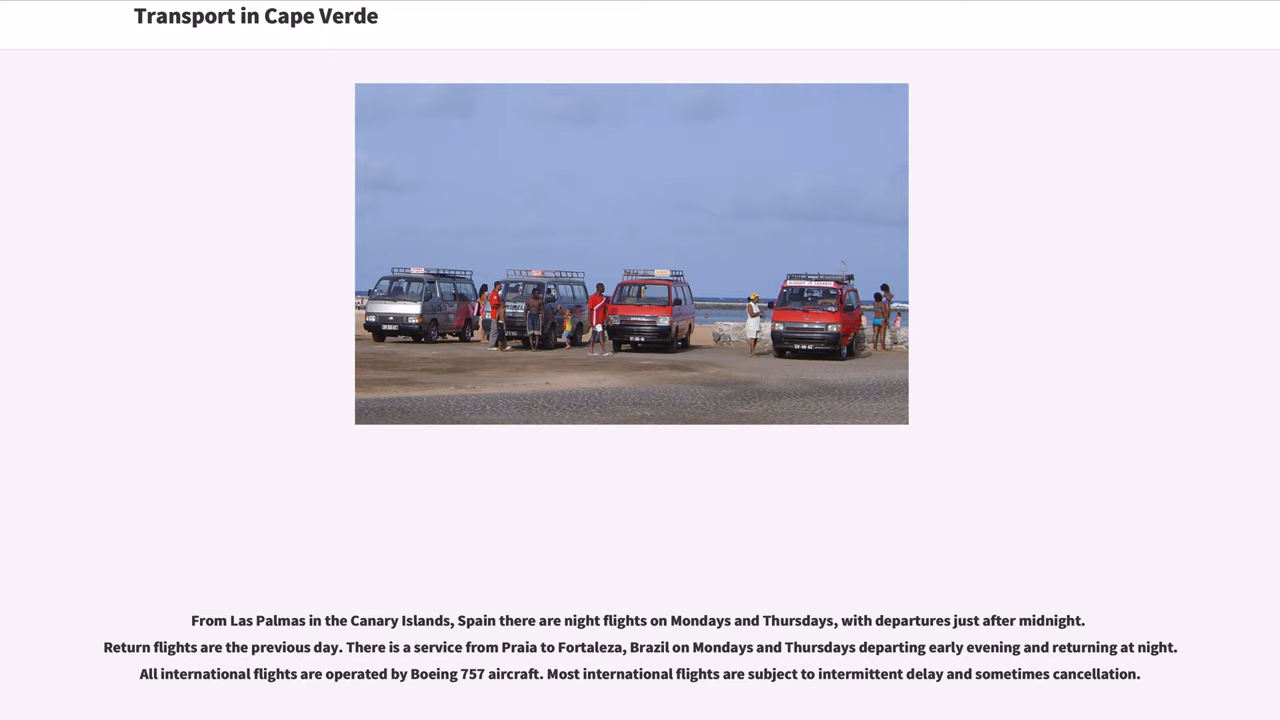 Transport in Cape Verde
From Las Palmas in the Canary Islands, Spain there are night flights on Mondays and Thursdays, with departures just after midnight.
Return flights are the previous day. There is a service from Praia to Fortaleza, Brazil on Mondays and Thursdays departing early evening and returning at night.
All international flights are operated by Boeing 757 aircraft. Most international flights are subject to intermittent delay and sometimes cancellation.